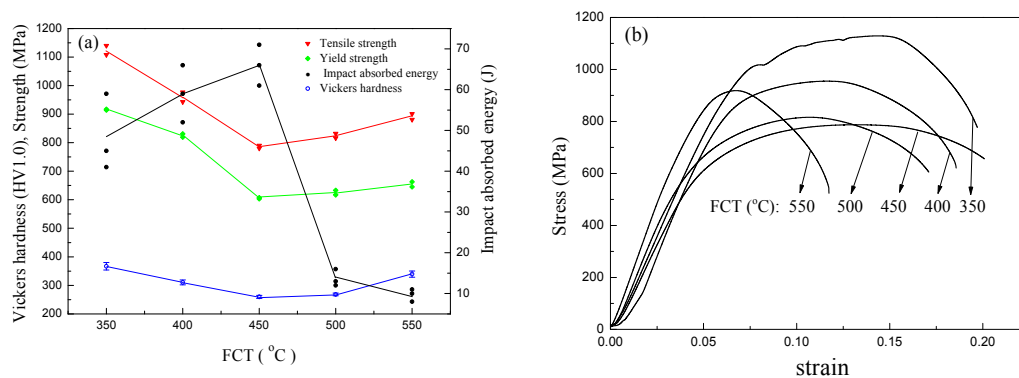 (a)
Tensile strength
Yield strength
Impact absorbed energy
Vickers hardness
Vickers hardness (HV1.0), Strength (MPa)
1200
1100
1000
900
800
700
600
500
400
300
200
350 400 450 500 550
FCT ( °C)
70
60
50
40
30
20
10
Impact absorbed energy (J)
(b)
Stress (MPa)
1200
1000
800
600
400
200
0
FCT (°C): 550 500 450 400 350
0.00 0.05 0.10 0.15 0.20
strain